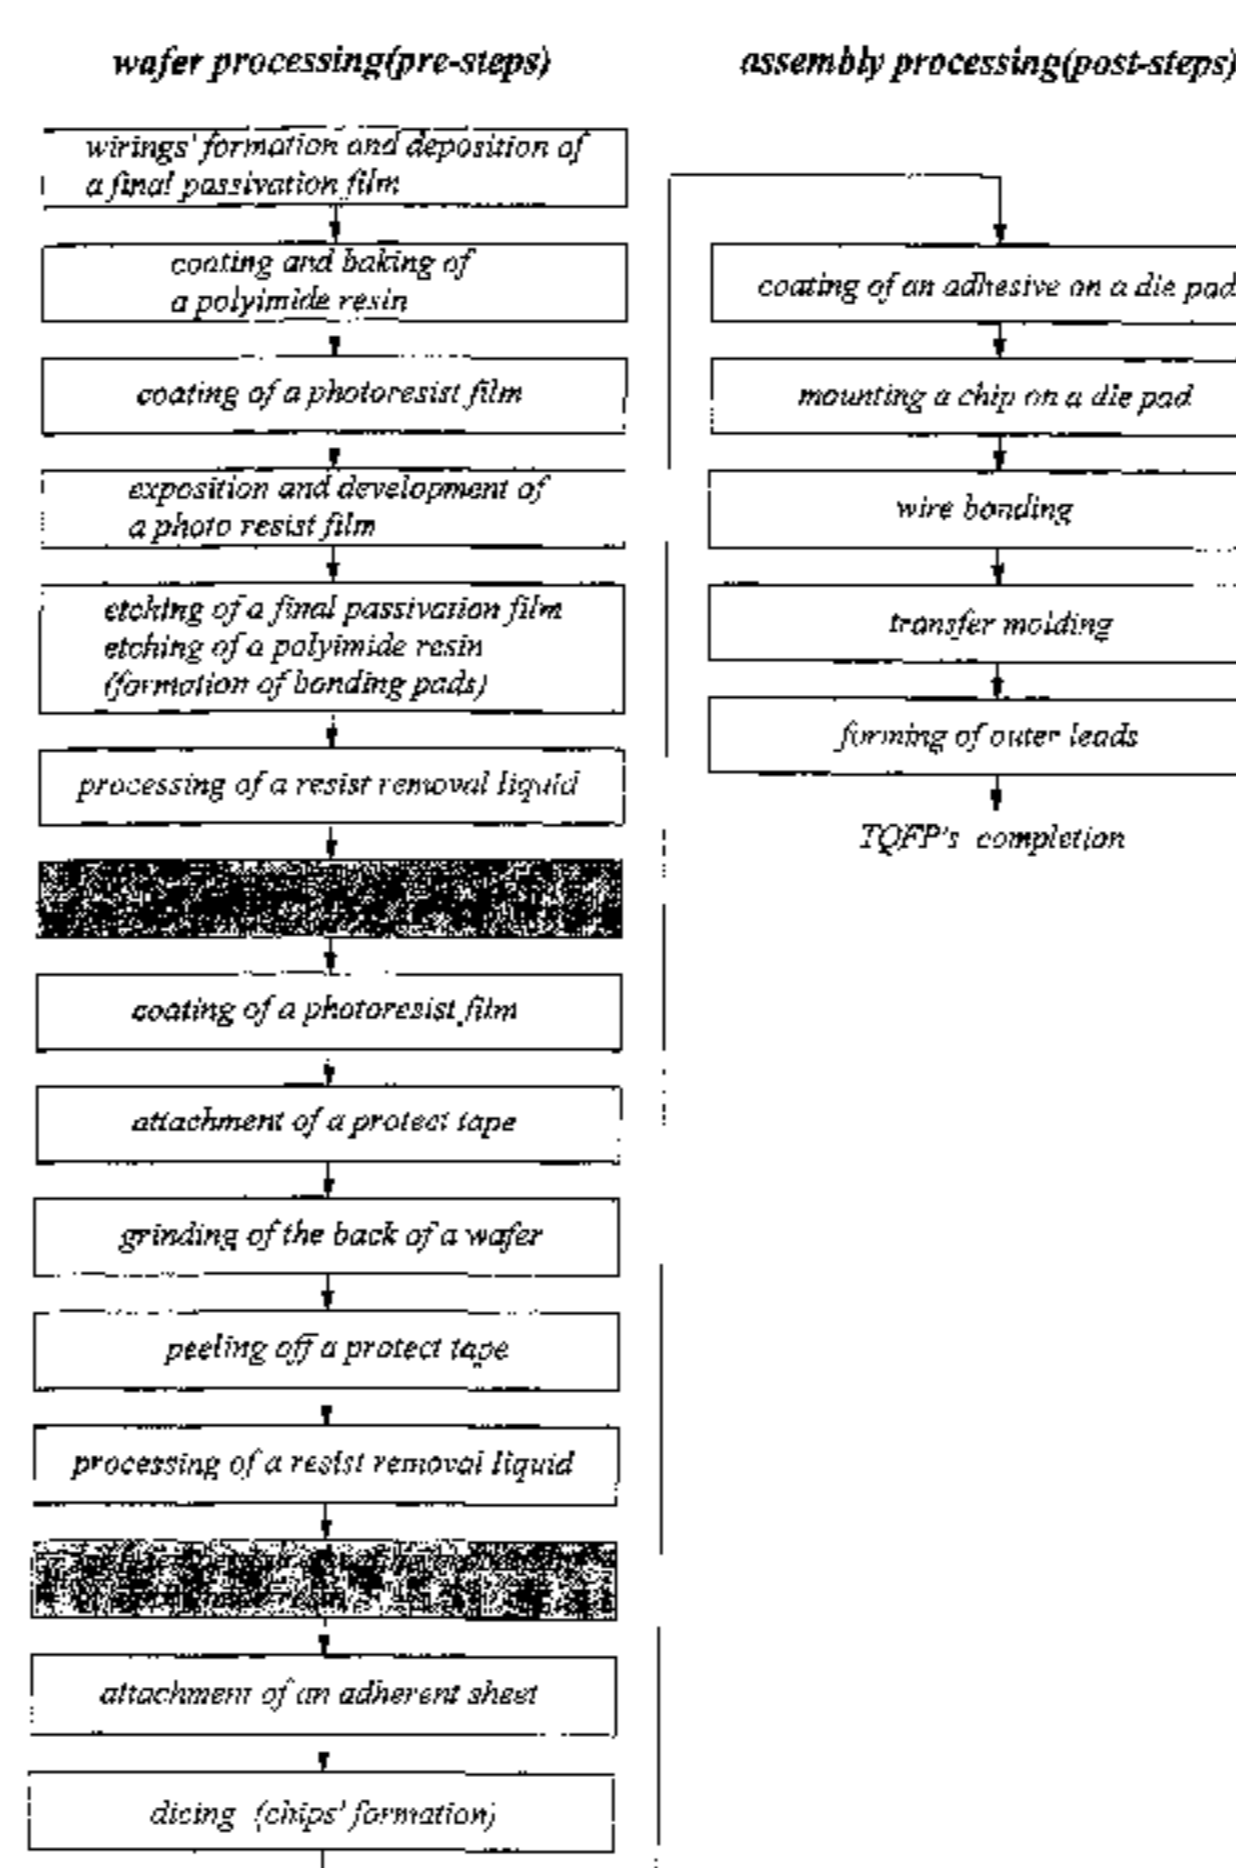 wafer processing(pre-steps)
wirings' formation and deposition of
a final passivation film
coating and baking of
a polyimide resin
coating of a photoresist film
exposition and development of
a photo resist film
etching of a final passivation film
etching of a polyimide resin
(formation of bonding pads)
processing of a resist removal liquid
coating of a photoresist film
attachment of a protect tape
grinding of the back of a wafer
peeling off a protect tape
processing of a resist removal liquid
attachment of an adherent sheet
dicing (chips' formation)
assembly processing(post-steps)
coating of an adhesive on a die pad
mounting a chip on a die pad
wire bonding
transfer molding
forming of outer leads
TQFP's completion